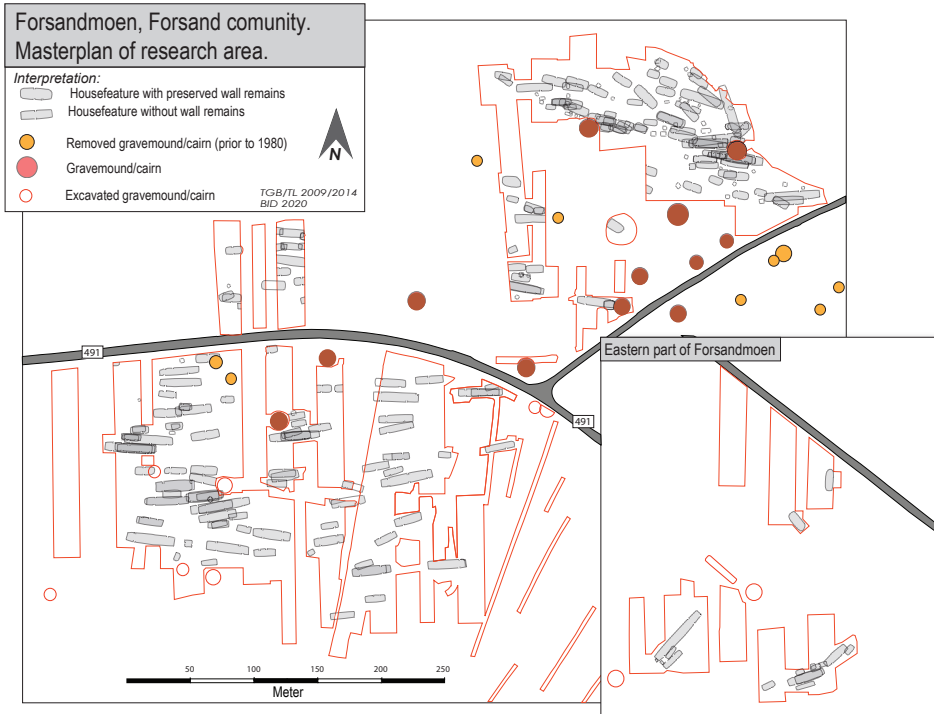 Forsandmoen, Forsand comunity.
Masterplan of research area.
Interpretation:
Housefeature with preserved wall remains
Housefeature without wall remains
Removed gravemound/cairn (prior to 1980)
Gravemound/cairn
Excavated gravemound/cairn
N
TGB/TL 2009/2014
BID 2020
491
Eastern part of Forsandmoen
491
50 100 150 200 250
Meter